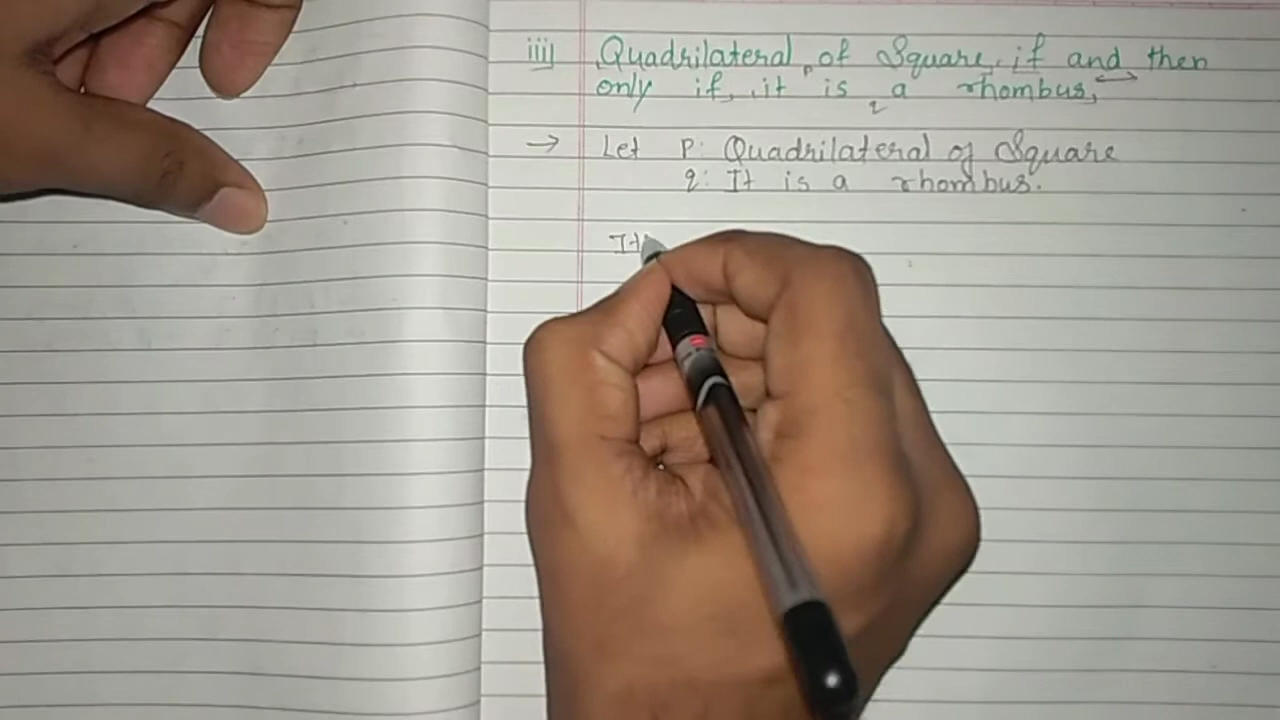 iii) Quadrilateral of Square, if and then
p
only if, it is a rhombus,
q
→ Let p: Quadrilateral of Square
q: It is a rhombus.
It